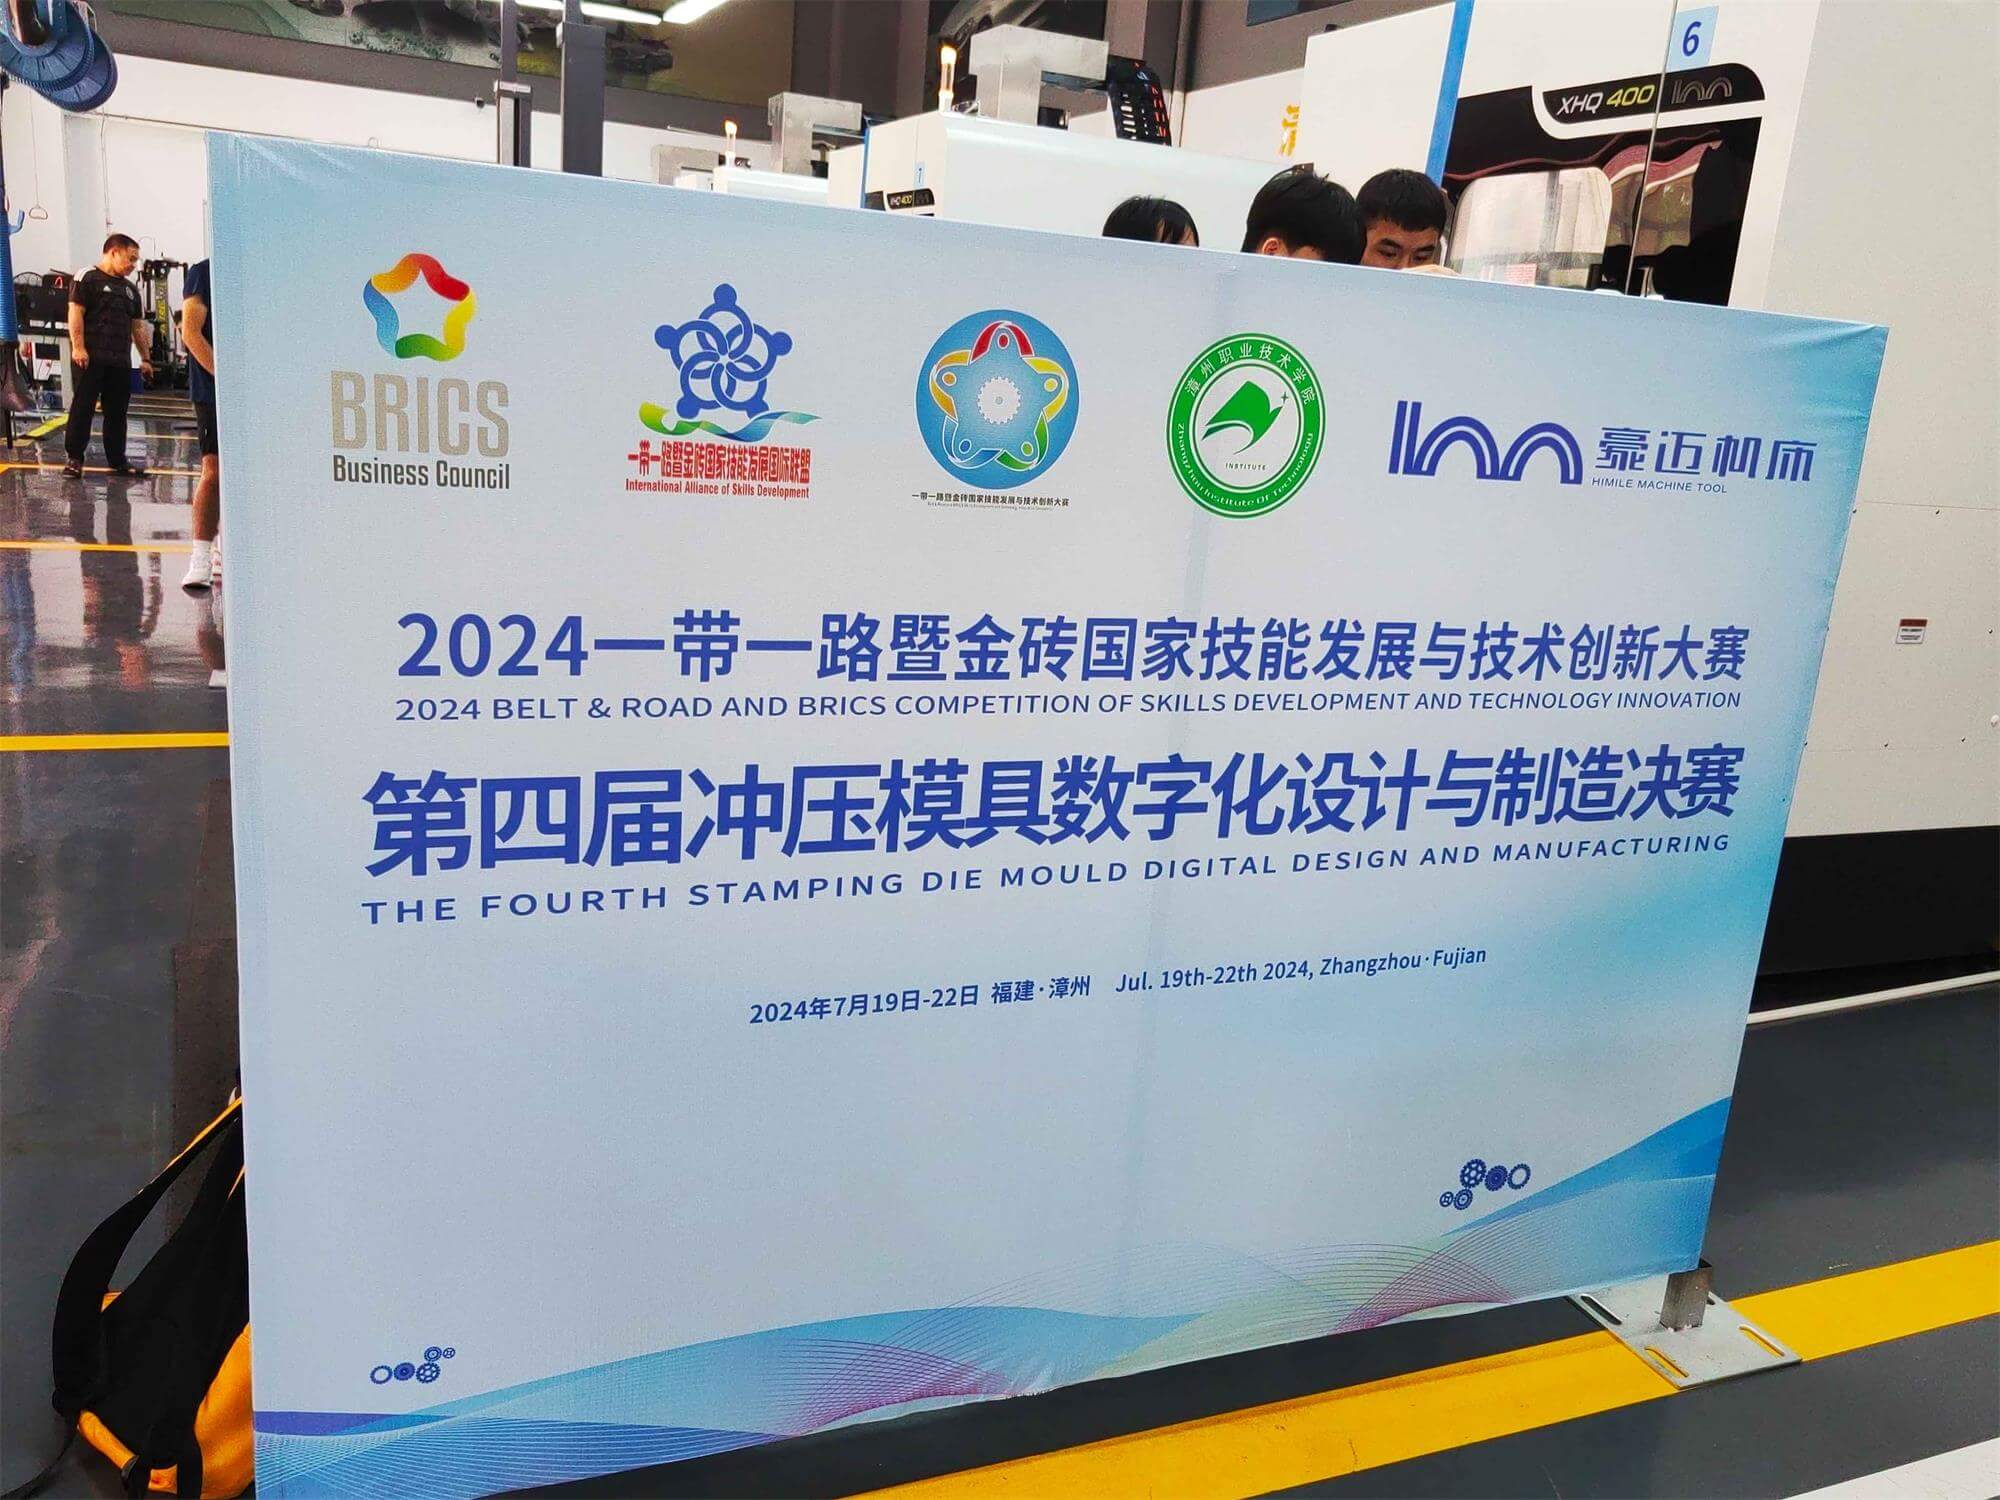 6
XHQ 400
7
XHQ 400
BRICS
Business Council
一带一路暨金砖国家技能发展国际联盟
International Alliance of Skills Development
一带一路暨金砖国家技能发展与技术创新大赛
漳州职业技术学院
INSTITUTE
Zhangzhou Institute Of Technology
豪迈机床
HIMILE MACHINE TOOL
2024一带一路暨金砖国家技能发展与技术创新大赛
2024 BELT & ROAD AND BRICS COMPETITION OF SKILLS DEVELOPMENT AND TECHNOLOGY INNOVATION
第四届冲压模具数字化设计与制造决赛
THE FOURTH STAMPING DIE MOULD DIGITAL DESIGN AND MANUFACTURING
2024年7月19日-22日 福建·漳州 Jul. 19th-22th 2024, Zhangzhou·Fujian